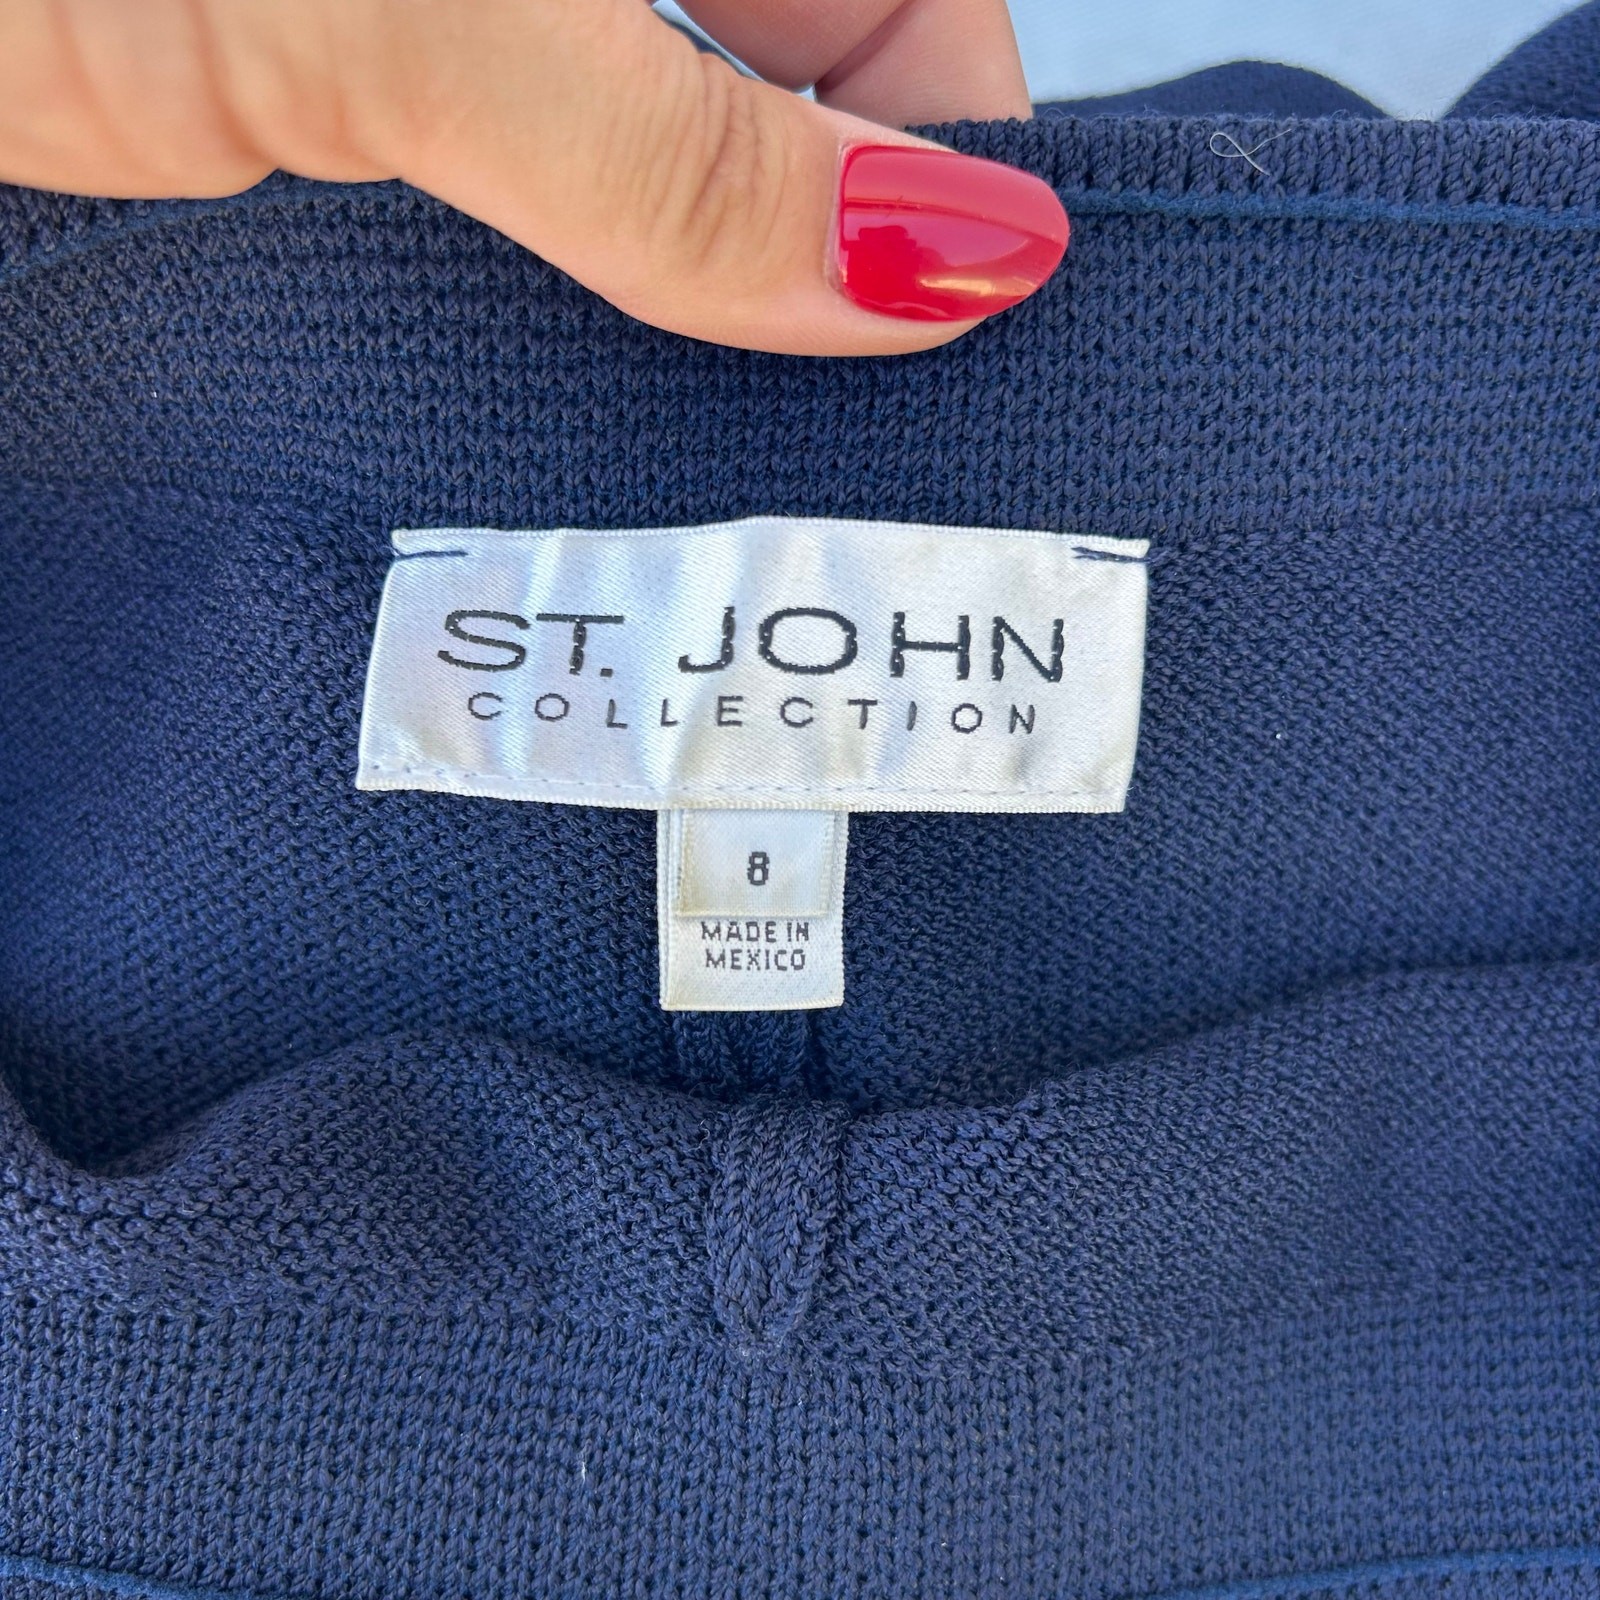 ST. JOHN
COLLECTION
8
MADE IN
MEXICO